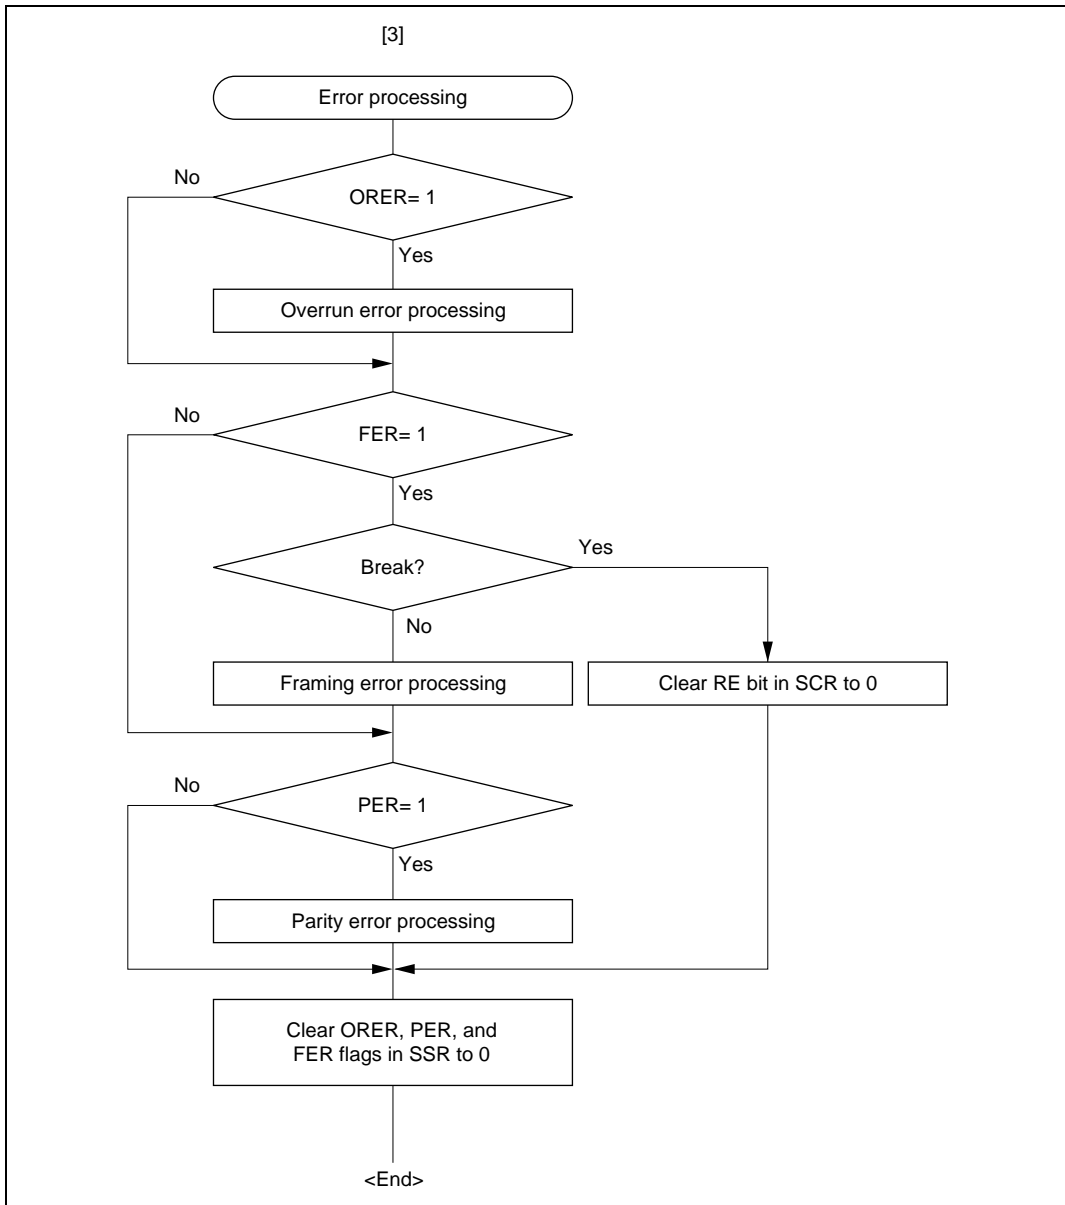 [3]
Error processing
No
ORER= 1
Yes
Overrun error processing
No
FER= 1
Yes
Yes
Break?
No
Framing error processing
Clear RE bit in SCR to 0
No
PER= 1
Yes
Parity error processing
Clear ORER, PER, and
FER flags in SSR to 0
<End>